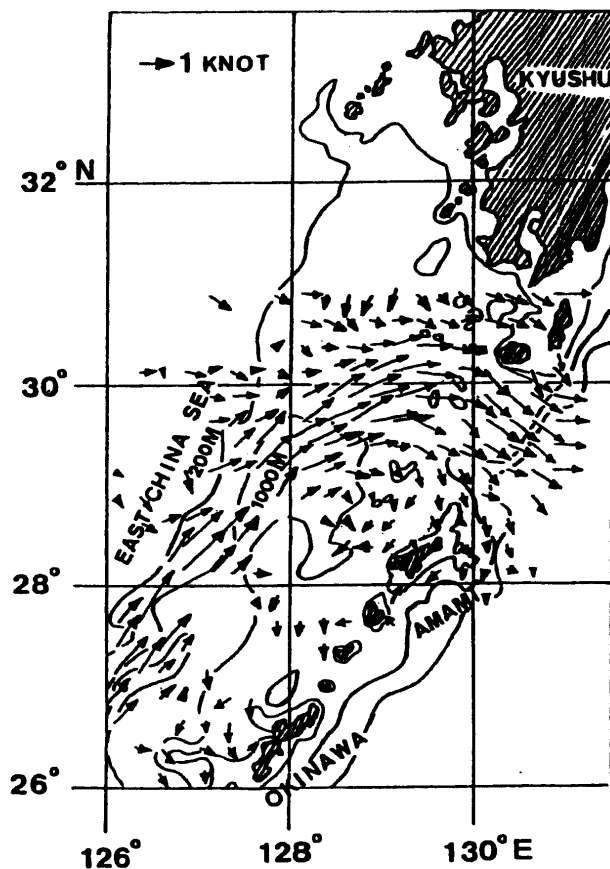 1 KNOT
KYUSHU
32° N
30°
EAST CHINA SEA
200M
1000M
28°
AMAMI
OKINAWA
26°
126°
128°
130° E